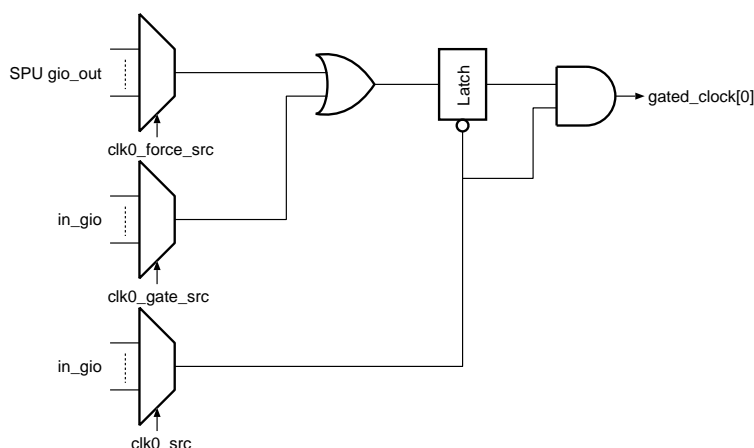 SPU gio_out
clk0_force_src
in_gio
clk0_gate_src
in_gio
clk0_src
Latch
gated_clock[0]